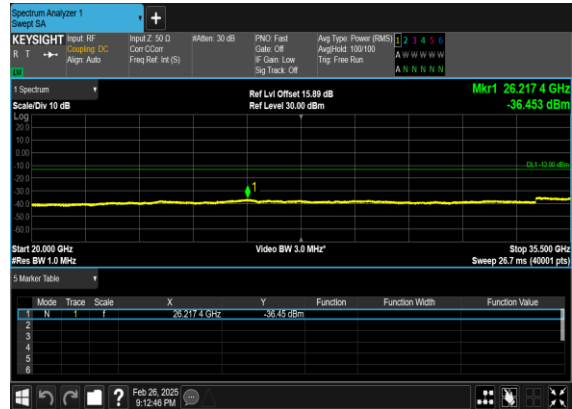 Spectrum Analyzer 1
Swept SA
+
KEYSIGHT Input: RF Input Z: 50 Ω #Atten: 30 dB PNO: Fast Avg Type: Power (RMS) 1 2 3 4 5 6
R T Coupling: DC Corr CCorr Gate: Off Avg|Hold: 100/100 A W W W W W
Align: Auto Freq Ref: Int (S) IF Gain: Low Trig: Free Run
Sig Track: Off A N N N N N
1 Spectrum Ref Lvl Offset 15.89 dB Mkr1 26.217 4 GHz
Scale/Div 10 dB Ref Level 30.00 dBm -36.453 dBm
Log
20.0
10.0
0.00
-10.0 DL1 -13.00 dBm
-20.0
-30.0 1
-40.0
-50.0
-60.0
Start 20.000 GHz Video BW 3.0 MHz* Stop 35.500 GHz
#Res BW 1.0 MHz Sweep 26.7 ms (40001 pts)
5 Marker Table
Mode Trace Scale X Y Function Function Width Function Value
1 N 1 f 26.217 4 GHz -36.45 dBm
2
3
4
5
6
? Feb 26, 2025
9:12:46 PM